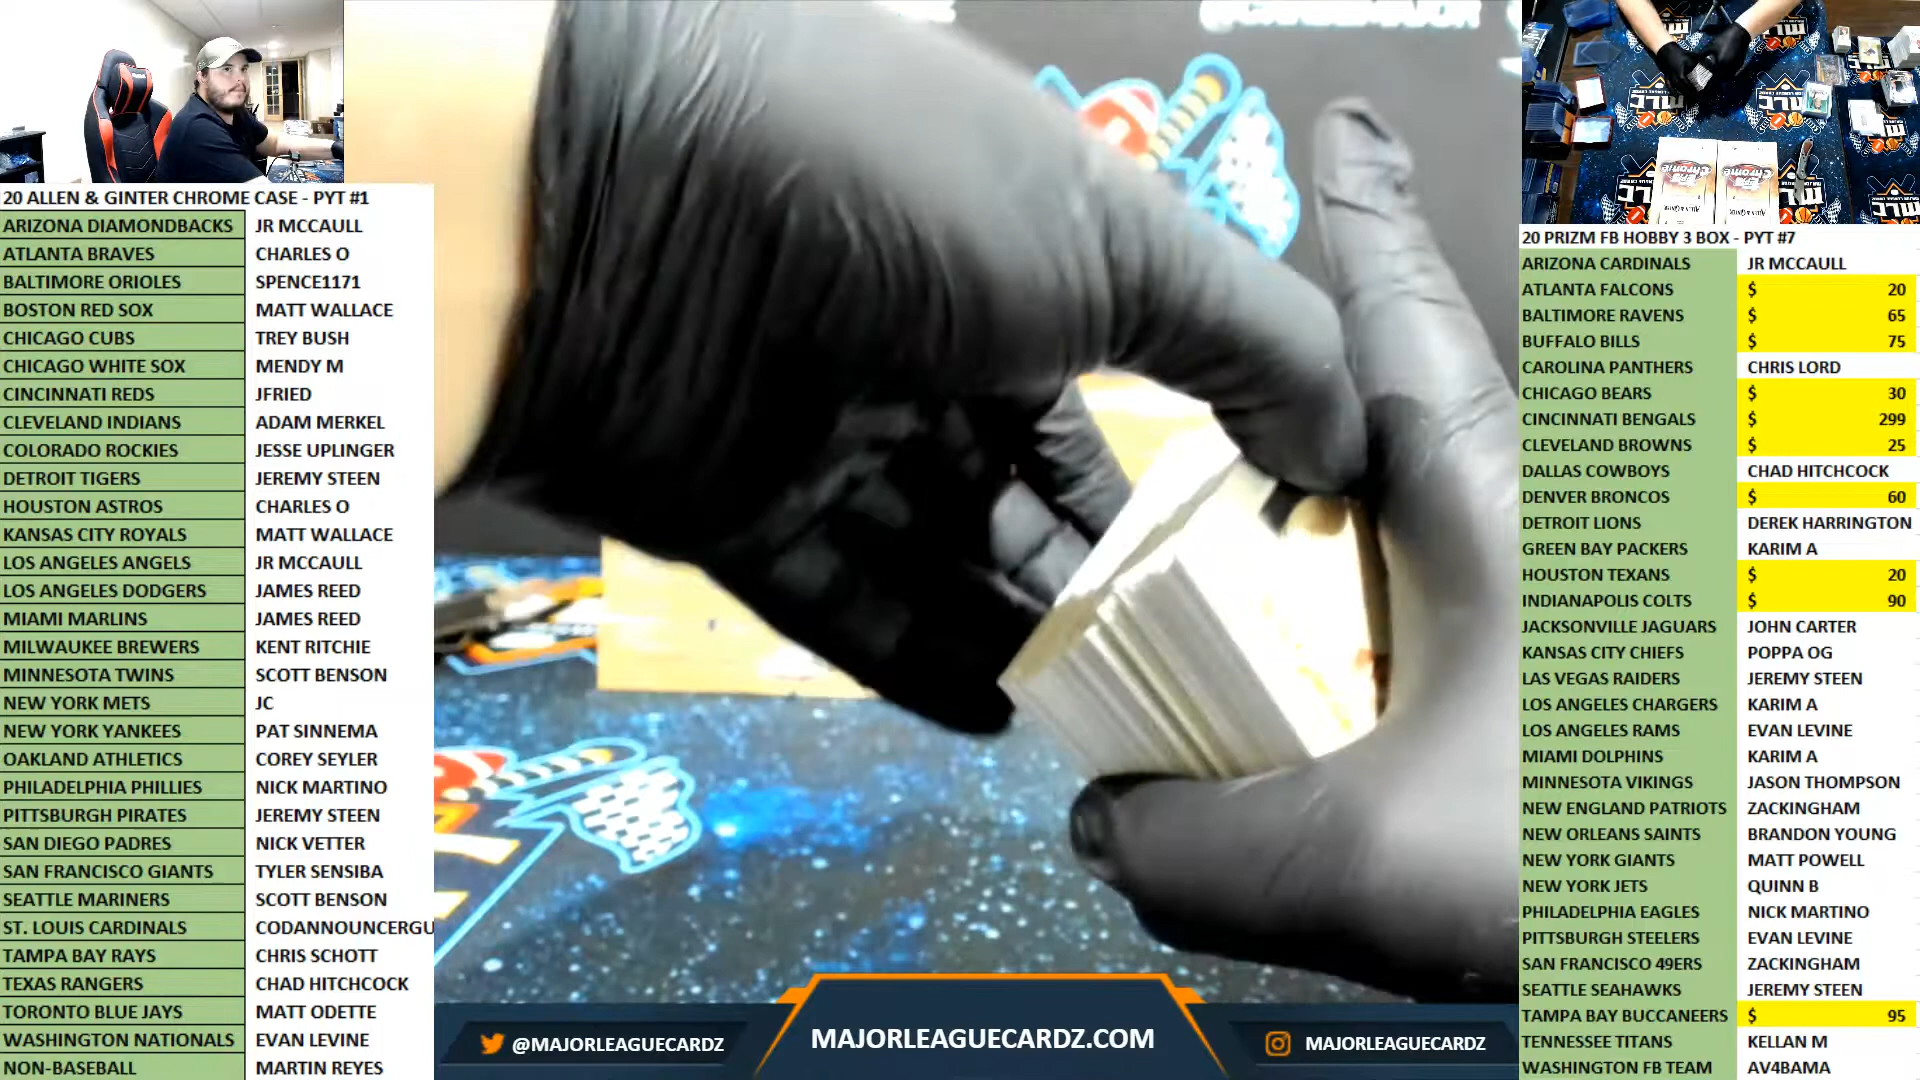 20 ALLEN & GINTER CHROME CASE - PYT #1
ARIZONA DIAMONDBACKS JR MCCAULL
ATLANTA BRAVES CHARLES O
BALTIMORE ORIOLES SPENCE1171
BOSTON RED SOX MATT WALLACE
CHICAGO CUBS TREY BUSH
CHICAGO WHITE SOX MENDY M
CINCINNATI REDS JFRIED
CLEVELAND INDIANS ADAM MERKEL
COLORADO ROCKIES JESSE UPLINGER
DETROIT TIGERS JEREMY STEEN
HOUSTON ASTROS CHARLES O
KANSAS CITY ROYALS MATT WALLACE
LOS ANGELES ANGELS JR MCCAULL
LOS ANGELES DODGERS JAMES REED
MIAMI MARLINS JAMES REED
MILWAUKEE BREWERS KENT RITCHIE
MINNESOTA TWINS SCOTT BENSON
NEW YORK METS JC
NEW YORK YANKEES PAT SINNEMA
OAKLAND ATHLETICS COREY SEYLER
PHILADELPHIA PHILLIES NICK MARTINO
PITTSBURGH PIRATES JEREMY STEEN
SAN DIEGO PADRES NICK VETTER
SAN FRANCISCO GIANTS TYLER SENSIBA
SEATTLE MARINERS SCOTT BENSON
ST. LOUIS CARDINALS CODANNOUNCERGU
TAMPA BAY RAYS CHRIS SCHOTT
TEXAS RANGERS CHAD HITCHCOCK
TORONTO BLUE JAYS MATT ODETTE
WASHINGTON NATIONALS EVAN LEVINE
NON-BASEBALL MARTIN REYES
@MAJORLEAGUECARDZ
MAJORLEAGUECARDZ.COM
MAJORLEAGUECARDZ
20 PRIZM FB HOBBY 3 BOX - PYT #7
ARIZONA CARDINALS JR MCCAULL
ATLANTA FALCONS $ 20
BALTIMORE RAVENS $ 65
BUFFALO BILLS $ 75
CAROLINA PANTHERS CHRIS LORD
CHICAGO BEARS $ 30
CINCINNATI BENGALS $ 299
CLEVELAND BROWNS $ 25
DALLAS COWBOYS CHAD HITCHCOCK
DENVER BRONCOS $ 60
DETROIT LIONS DEREK HARRINGTON
GREEN BAY PACKERS KARIM A
HOUSTON TEXANS $ 20
INDIANAPOLIS COLTS $ 90
JACKSONVILLE JAGUARS JOHN CARTER
KANSAS CITY CHIEFS POPPA OG
LAS VEGAS RAIDERS JEREMY STEEN
LOS ANGELES CHARGERS KARIM A
LOS ANGELES RAMS EVAN LEVINE
MIAMI DOLPHINS KARIM A
MINNESOTA VIKINGS JASON THOMPSON
NEW ENGLAND PATRIOTS ZACKINGHAM
NEW ORLEANS SAINTS BRANDON YOUNG
NEW YORK GIANTS MATT POWELL
NEW YORK JETS QUINN B
PHILADELPHIA EAGLES NICK MARTINO
PITTSBURGH STEELERS EVAN LEVINE
SAN FRANCISCO 49ERS ZACKINGHAM
SEATTLE SEAHAWKS JEREMY STEEN
TAMPA BAY BUCCANEERS $ 95
TENNESSEE TITANS KELLAN M
WASHINGTON FB TEAM AV4BAMA